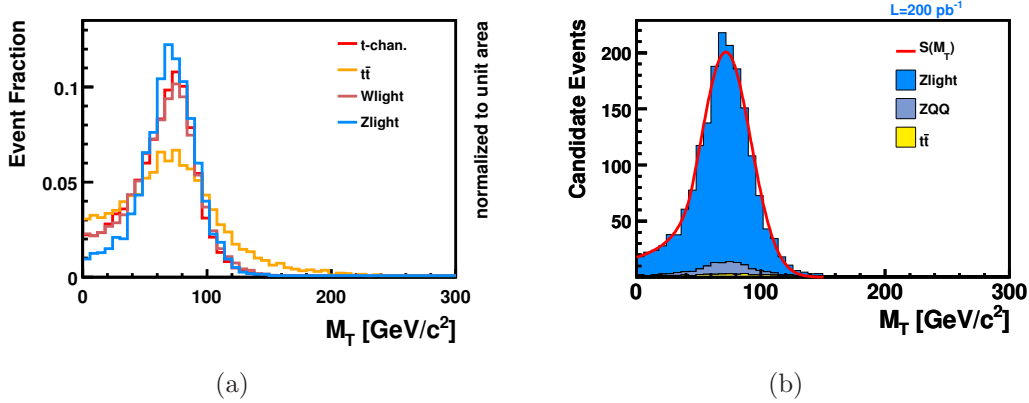 Event Fraction
0.1
0.05
0
0
100
200
300
M_T [GeV/c²]
t-chan.
tt̄
Wlight
Zlight
normalized to unit area
(a)
L=200 pb⁻¹
Candidate Events
200
150
100
50
0
100
200
300
M_T [GeV/c²]
S(M_T)
Zlight
ZQQ
tt̄
(b)